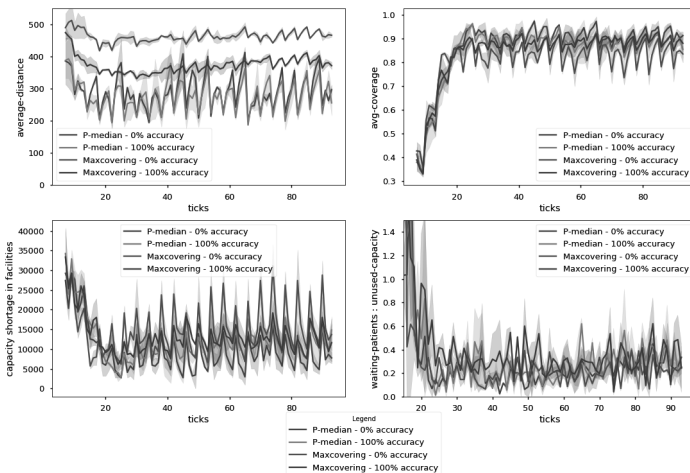 500
400
300
200
100
0
average-distance
20
40
60
80
ticks
P-median - 0% accuracy
P-median - 100% accuracy
Maxcovering - 0% accuracy
Maxcovering - 100% accuracy
1.0
0.9
0.8
0.7
0.6
0.5
0.4
0.3
avg-coverage
20
40
60
80
ticks
P-median - 0% accuracy
P-median - 100% accuracy
Maxcovering - 0% accuracy
Maxcovering - 100% accuracy
40000
35000
30000
25000
20000
15000
10000
5000
0
capacity shortage in facilities
20
40
60
80
ticks
P-median - 0% accuracy
P-median - 100% accuracy
Maxcovering - 0% accuracy
Maxcovering - 100% accuracy
1.4
1.2
1.0
0.8
0.6
0.4
0.2
0.0
waiting-patients : unused-capacity
20
30
40
50
60
70
80
90
ticks
P-median - 0% accuracy
P-median - 100% accuracy
Maxcovering - 0% accuracy
Maxcovering - 100% accuracy
Legend
P-median - 0% accuracy
P-median - 100% accuracy
Maxcovering - 0% accuracy
Maxcovering - 100% accuracy